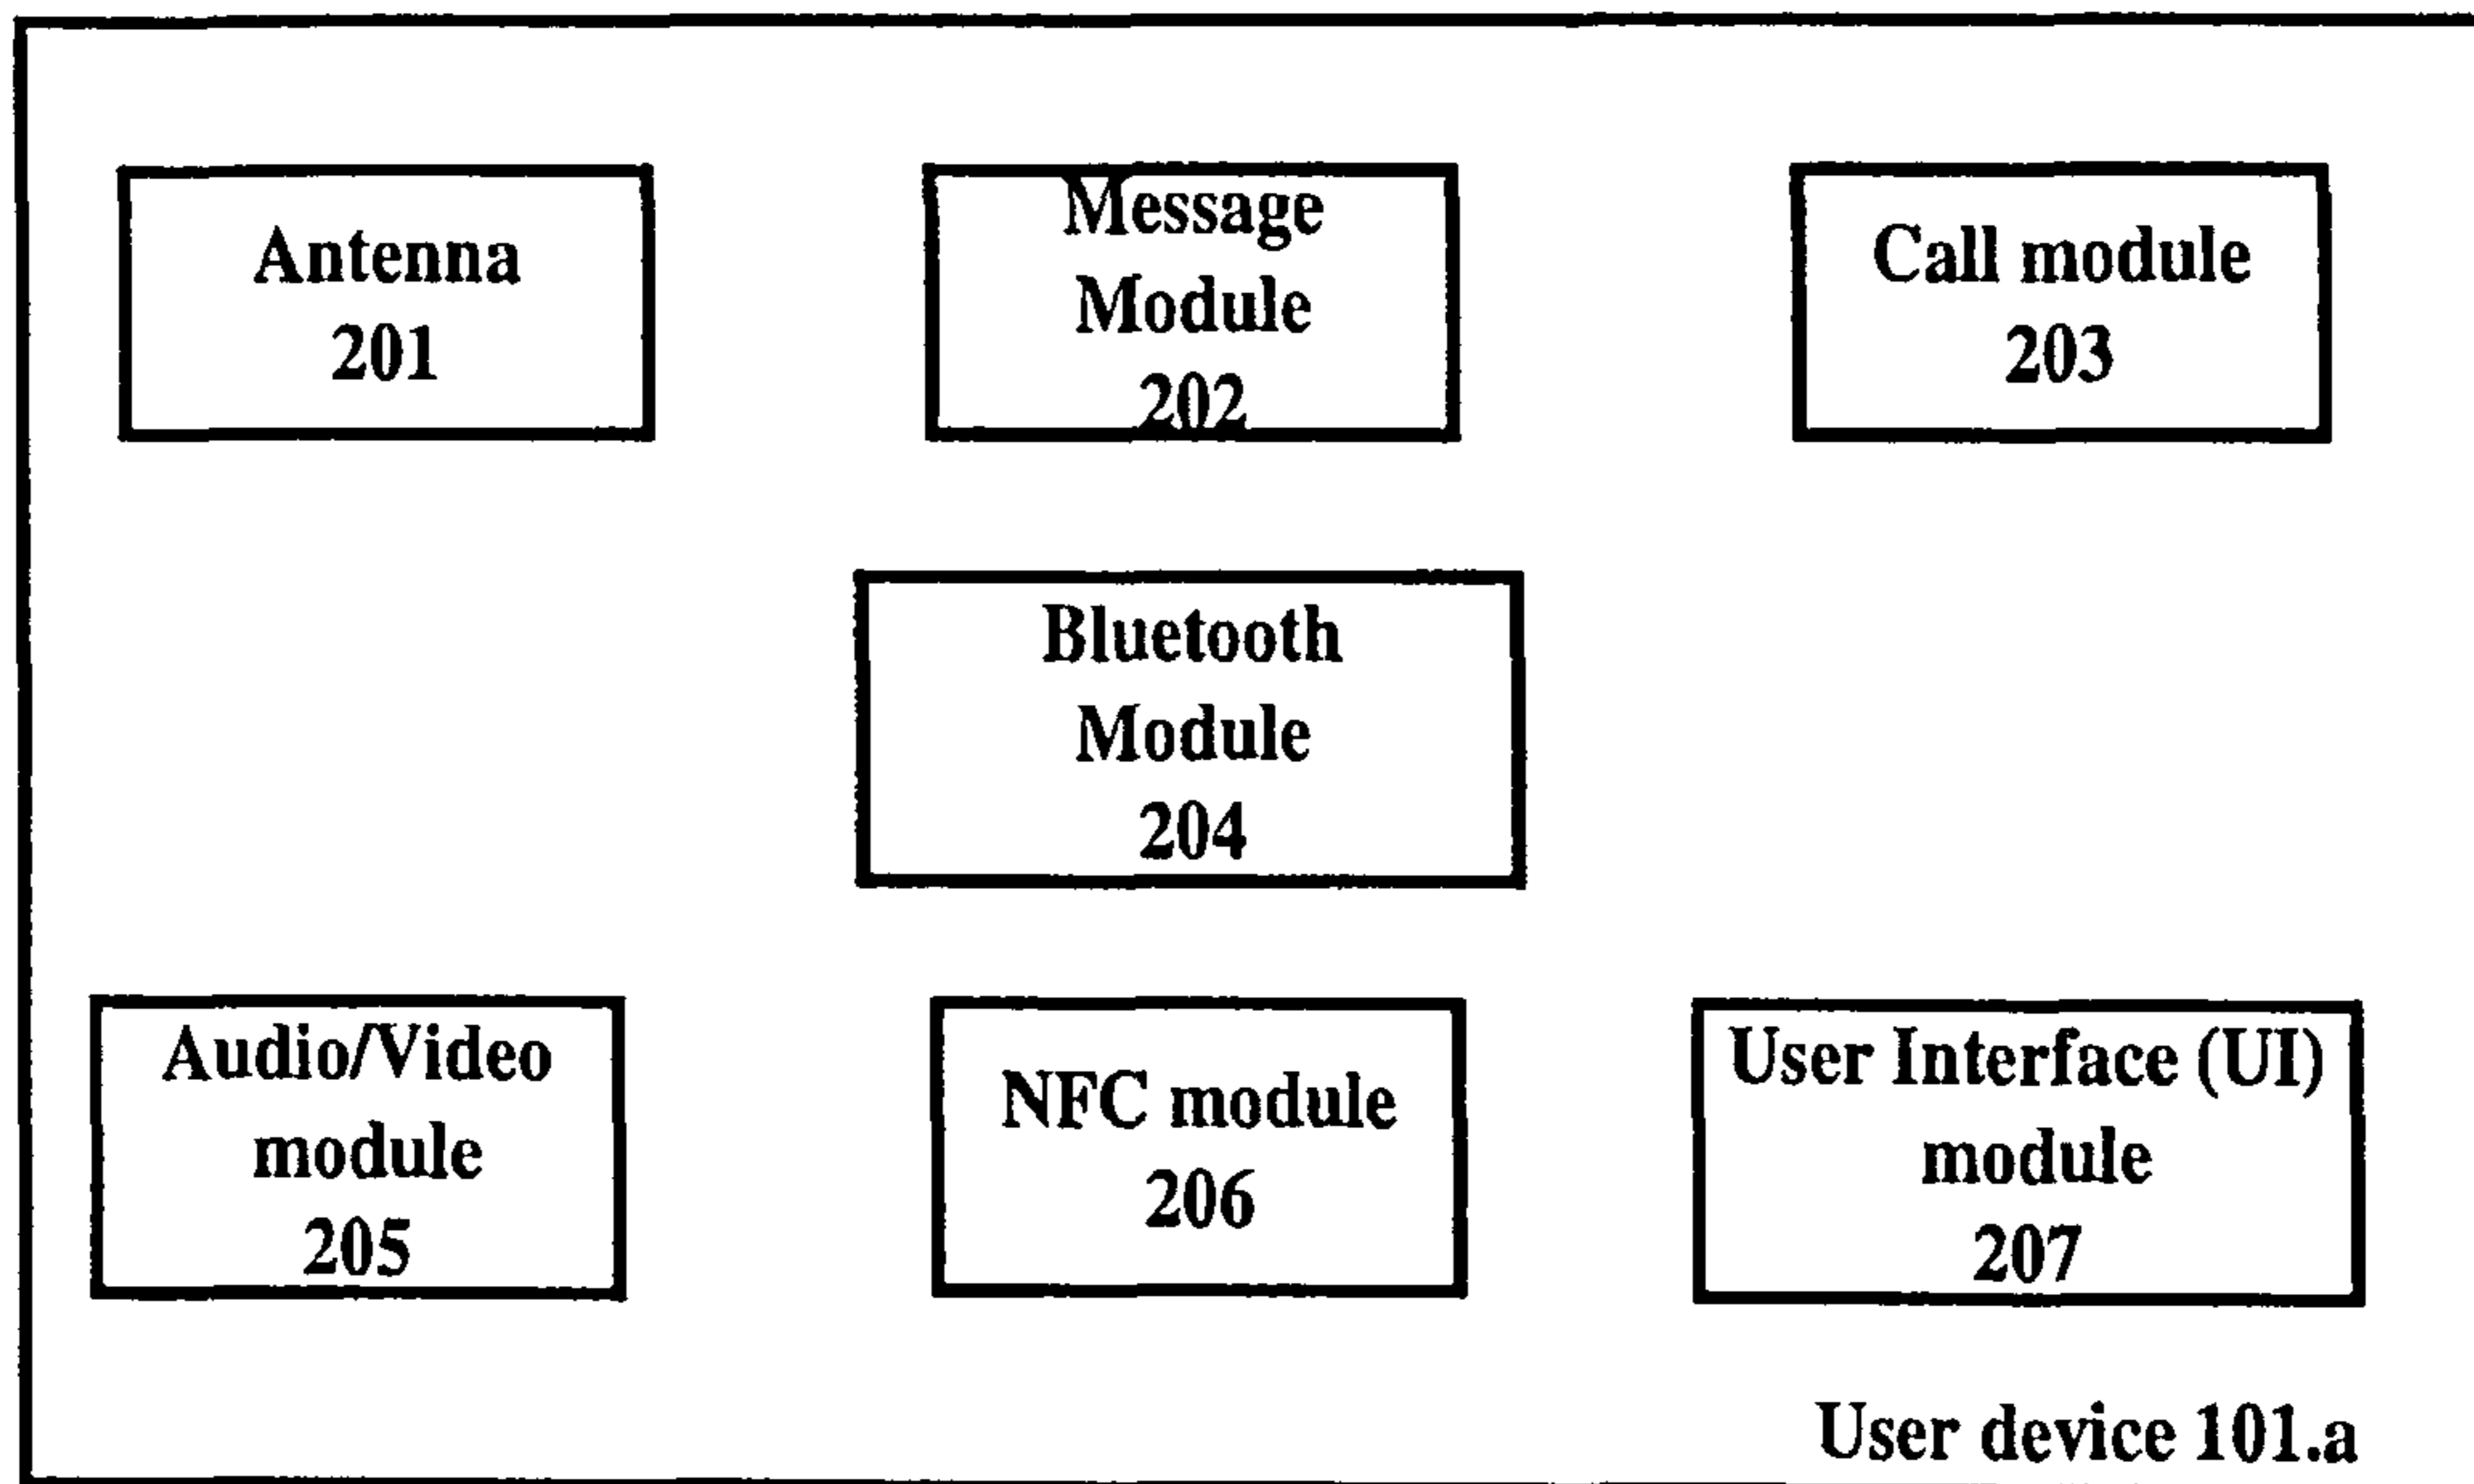 Antenna
201
Message
Module
202
Call module
203
Bluetooth
Module
204
Audio/Video
module
205
NFC module
206
User Interface (UI)
module
207
User device 101.a